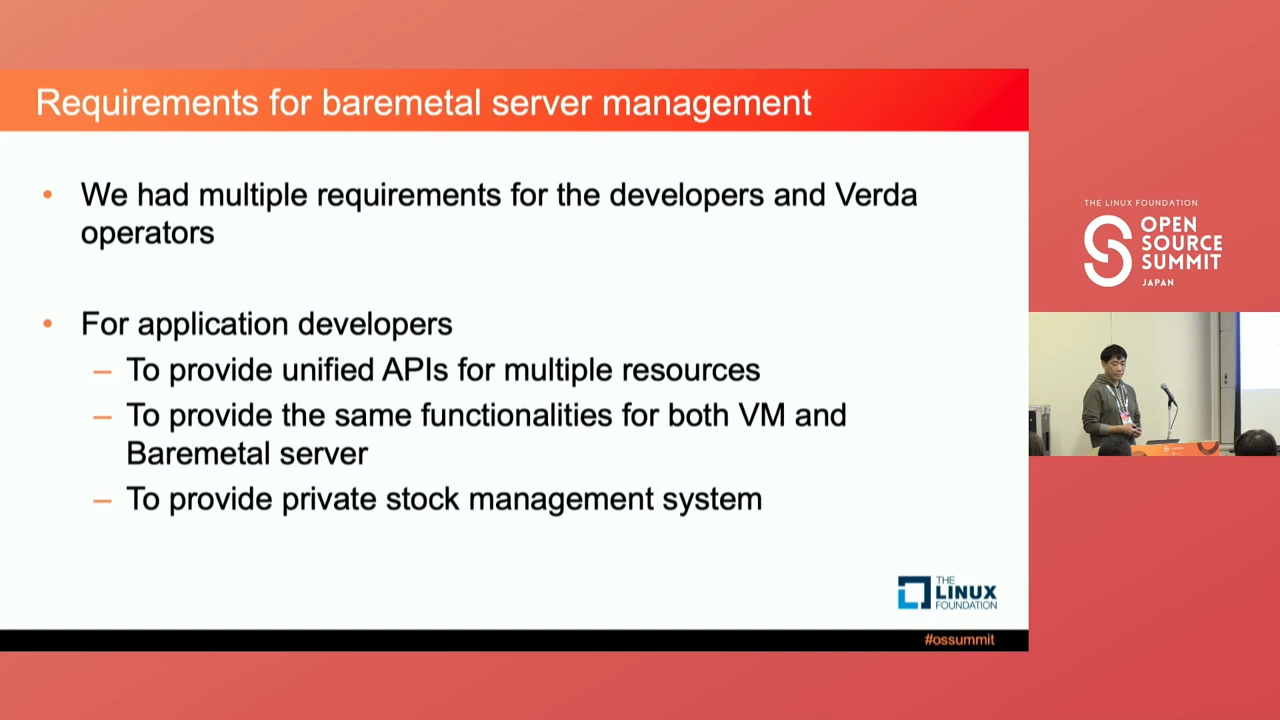 Requirements for baremetal server management
• We had multiple requirements for the developers and Verda
operators
• For application developers
– To provide unified APIs for multiple resources
– To provide the same functionalities for both VM and
Baremetal server
– To provide private stock management system
THE
LINUX
FOUNDATION
#ossummit
THE LINUX FOUNDATION
OPEN
SOURCE
SUMMIT
JAPAN